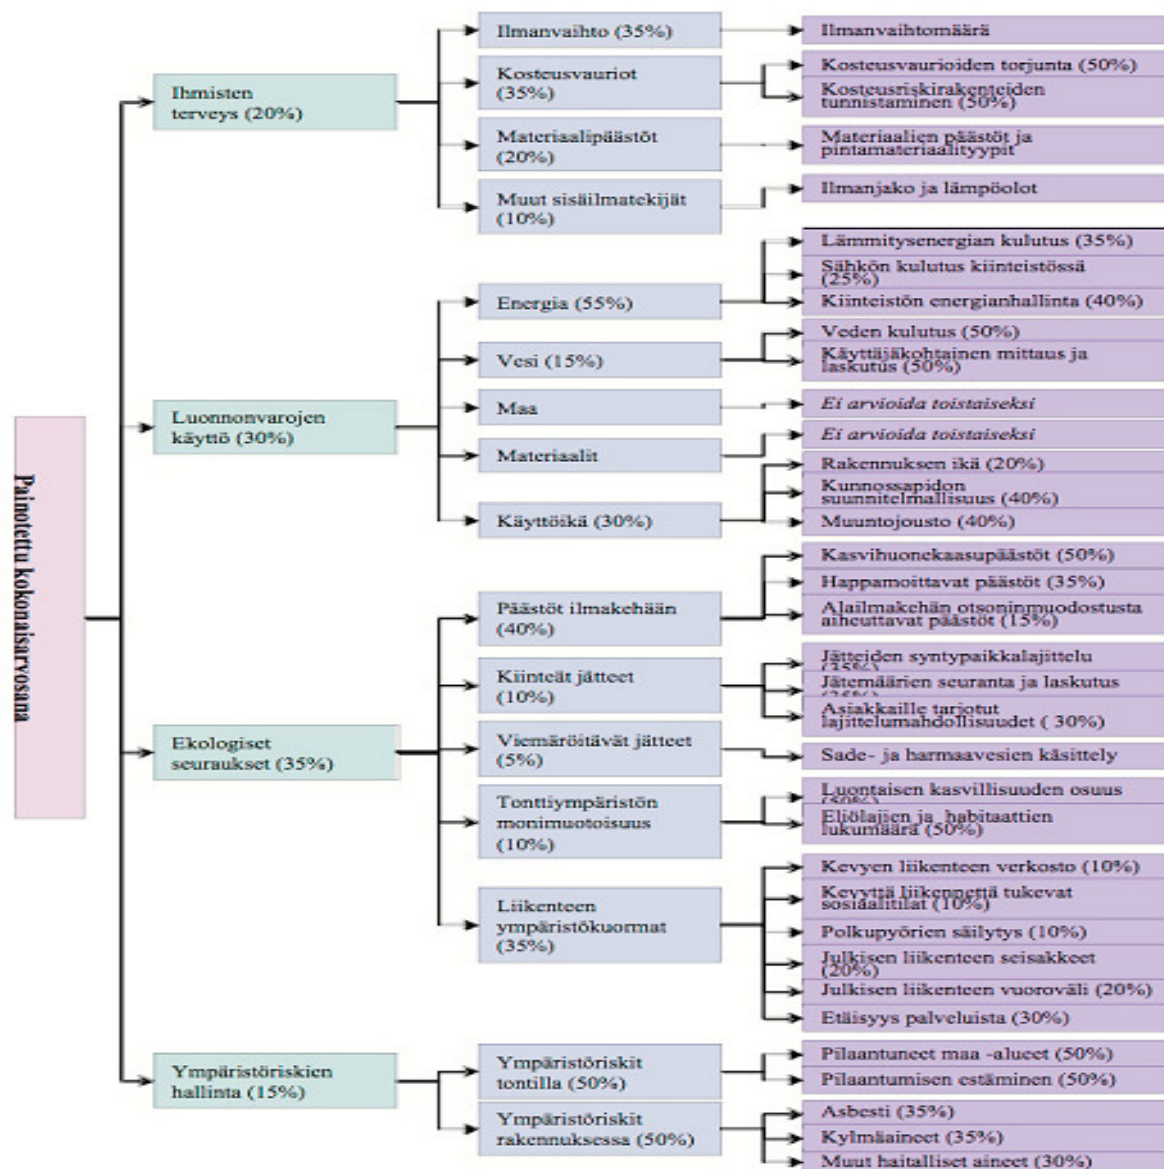 Painotettu kokonaisarvosana
Ihmisten
terveys (20%)
Ilmanvaihto (35%)
Ilmanvaihtomäärä
Kosteusvauriot
(35%)
Kosteusvaurioiden torjunta (50%)
Kosteusriskirakenteiden
tunnistaminen (50%)
Materiaalipäästöt
(20%)
Materiaalien päästöt ja
pintamateriaalityypit
Muut sisäilmatekijät
(10%)
Ilmanjako ja lämpöolot
Luonnonvarojen
käyttö (30%)
Energia (55%)
Lämmitysenergian kulutus (35%)
Sähkön kulutus kiinteistössä
(25%)
Kiinteistön energianhallinta (40%)
Vesi (15%)
Veden kulutus (50%)
Käyttäjäkohtainen mittaus ja
laskutus (50%)
Maa
Ei arvioida toistaiseksi
Materiaalit
Ei arvioida toistaiseksi
Käyttöikä (30%)
Rakennuksen ikä (20%)
Kunnossapidon
suunnitelmallisuus (40%)
Muuntojousto (40%)
Ekologiset
seuraukset (35%)
Päästöt ilmakehään
(40%)
Kasvihuonekaasupäästöt (50%)
Happamoittavat päästöt (35%)
Alailmakehän otsoninmuodostusta
aiheuttavat päästöt (15%)
Kiinteät jätteet
(10%)
Jätteiden syntypaikkalajittelu
Jätemäärien seuranta ja laskutus
Asiakkaille tarjotut
lajittelumahdollisuudet ( 30%)
Viemäröitävät jätteet
(5%)
Sade- ja harmaavesien käsittely
Tonttiympäristön
monimuotoisuus
(10%)
Luontaisen kasvillisuuden osuus
(50%)
Eliölajien ja habitaattien
lukumäärä (50%)
Liikenteen
ympäristökuormat
(35%)
Kevyen liikenteen verkosto (10%)
Kevyttä liikennettä tukevat
sosiaalitilat (10%)
Polkupyörien säilytys (10%)
Julkisen liikenteen seisakkeet
(20%)
Julkisen liikenteen vuoroväli (20%)
Etäisyys palveluista (30%)
Ympäristöriskien
hallinta (15%)
Ympäristöriskit
tontilla (50%)
Pilaantuneet maa -alueet (50%)
Pilaantumisen estäminen (50%)
Ympäristöriskit
rakennuksessa (50%)
Asbesti (35%)
Kylmäaineet (35%)
Muut haitalliset aineet (30%)